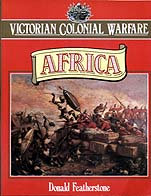 VICTORIAN COLONIAL WARFARE
AFRICA
Donald Featherstone